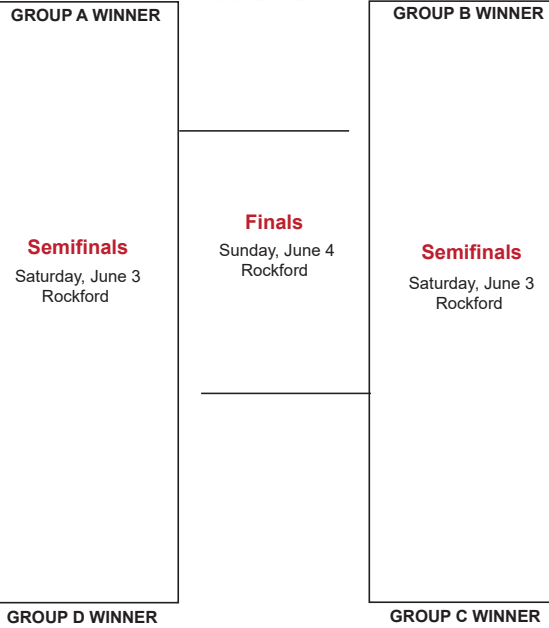 GROUP A WINNER
GROUP B WINNER
Finals
Sunday, June 4
Rockford
Semifinals
Saturday, June 3
Rockford
Semifinals
Saturday, June 3
Rockford
GROUP D WINNER
GROUP C WINNER